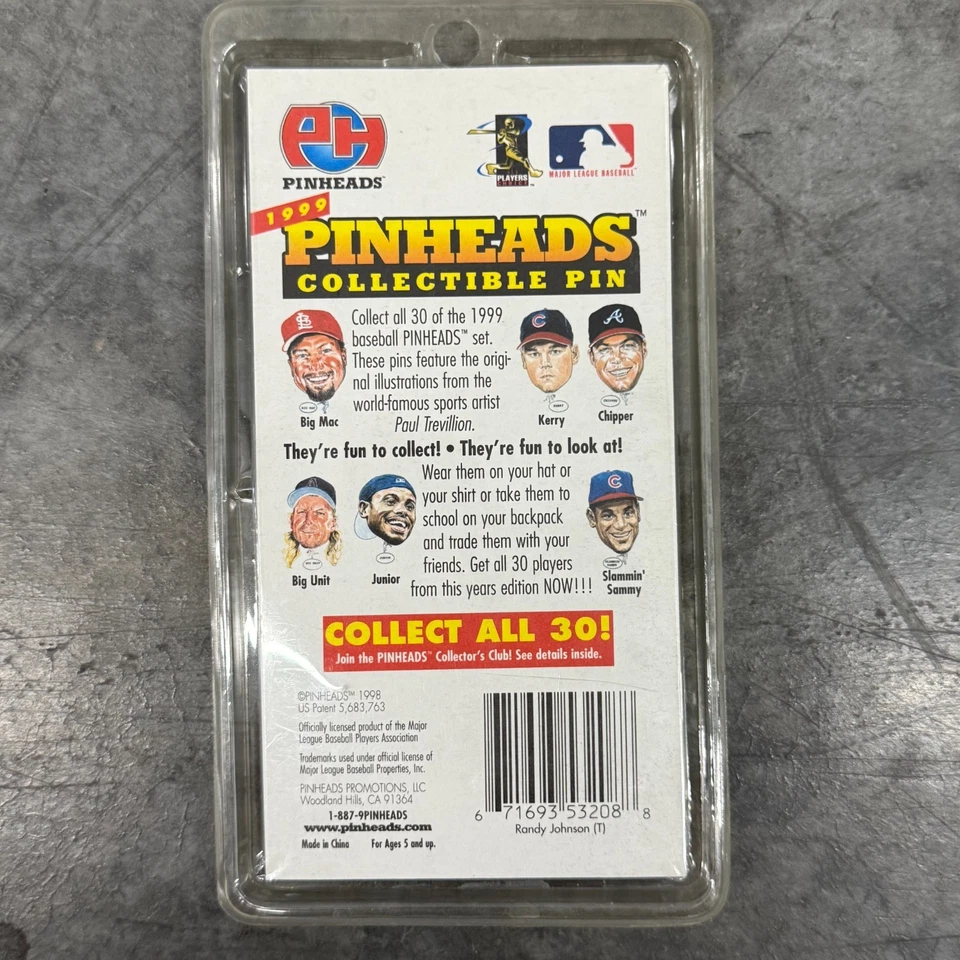 PH
PINHEADS™
PLAYERS
CHOICE™
MAJOR LEAGUE BASEBALL™
1999
PINHEADS™
COLLECTIBLE PIN
Collect all 30 of the 1999
baseball PINHEADS™ set.
These pins feature the origi-
nal illustrations from the
world-famous sports artist
Paul Trevillion.
Big Mac
Kerry
Chipper
They're fun to collect! • They're fun to look at!
Wear them on your hat or
your shirt or take them to
school on your backpack
and trade them with your
friends. Get all 30 players
from this years edition NOW!!!
Big Unit
Junior
Slammin'
Sammy
COLLECT ALL 30!
Join the PINHEADS™ Collector's Club! See details inside.
©PINHEADS™ 1998
US Patent 5,683,763
Officially licensed product of the Major
League Baseball Players Association
Trademarks used under official license of
Major League Baseball Properties, Inc.
PINHEADS PROMOTIONS, LLC
Woodland Hills, CA 91364
1-887-9PINHEADS
www.pinheads.com
Made in China For Ages 5 and up.
6 71693 53208 8
Randy Johnson (T)